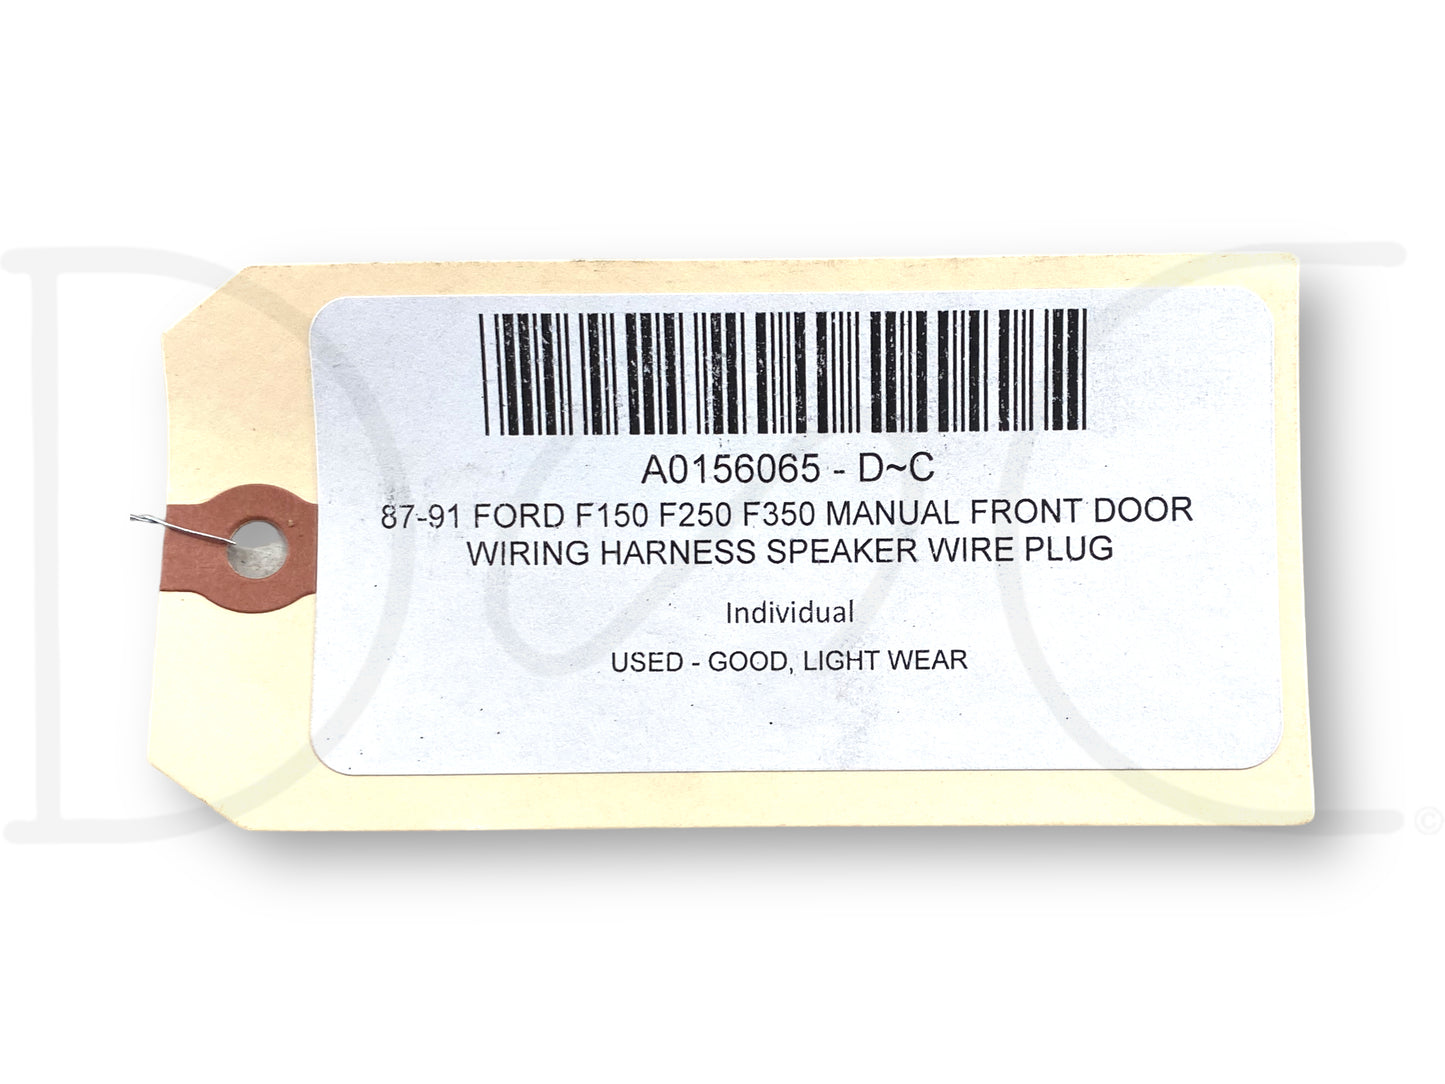 A0156065 - D~C
87-91 FORD F150 F250 F350 MANUAL FRONT DOOR
WIRING HARNESS SPEAKER WIRE PLUG
Individual
USED - GOOD, LIGHT WEAR
D~C
©